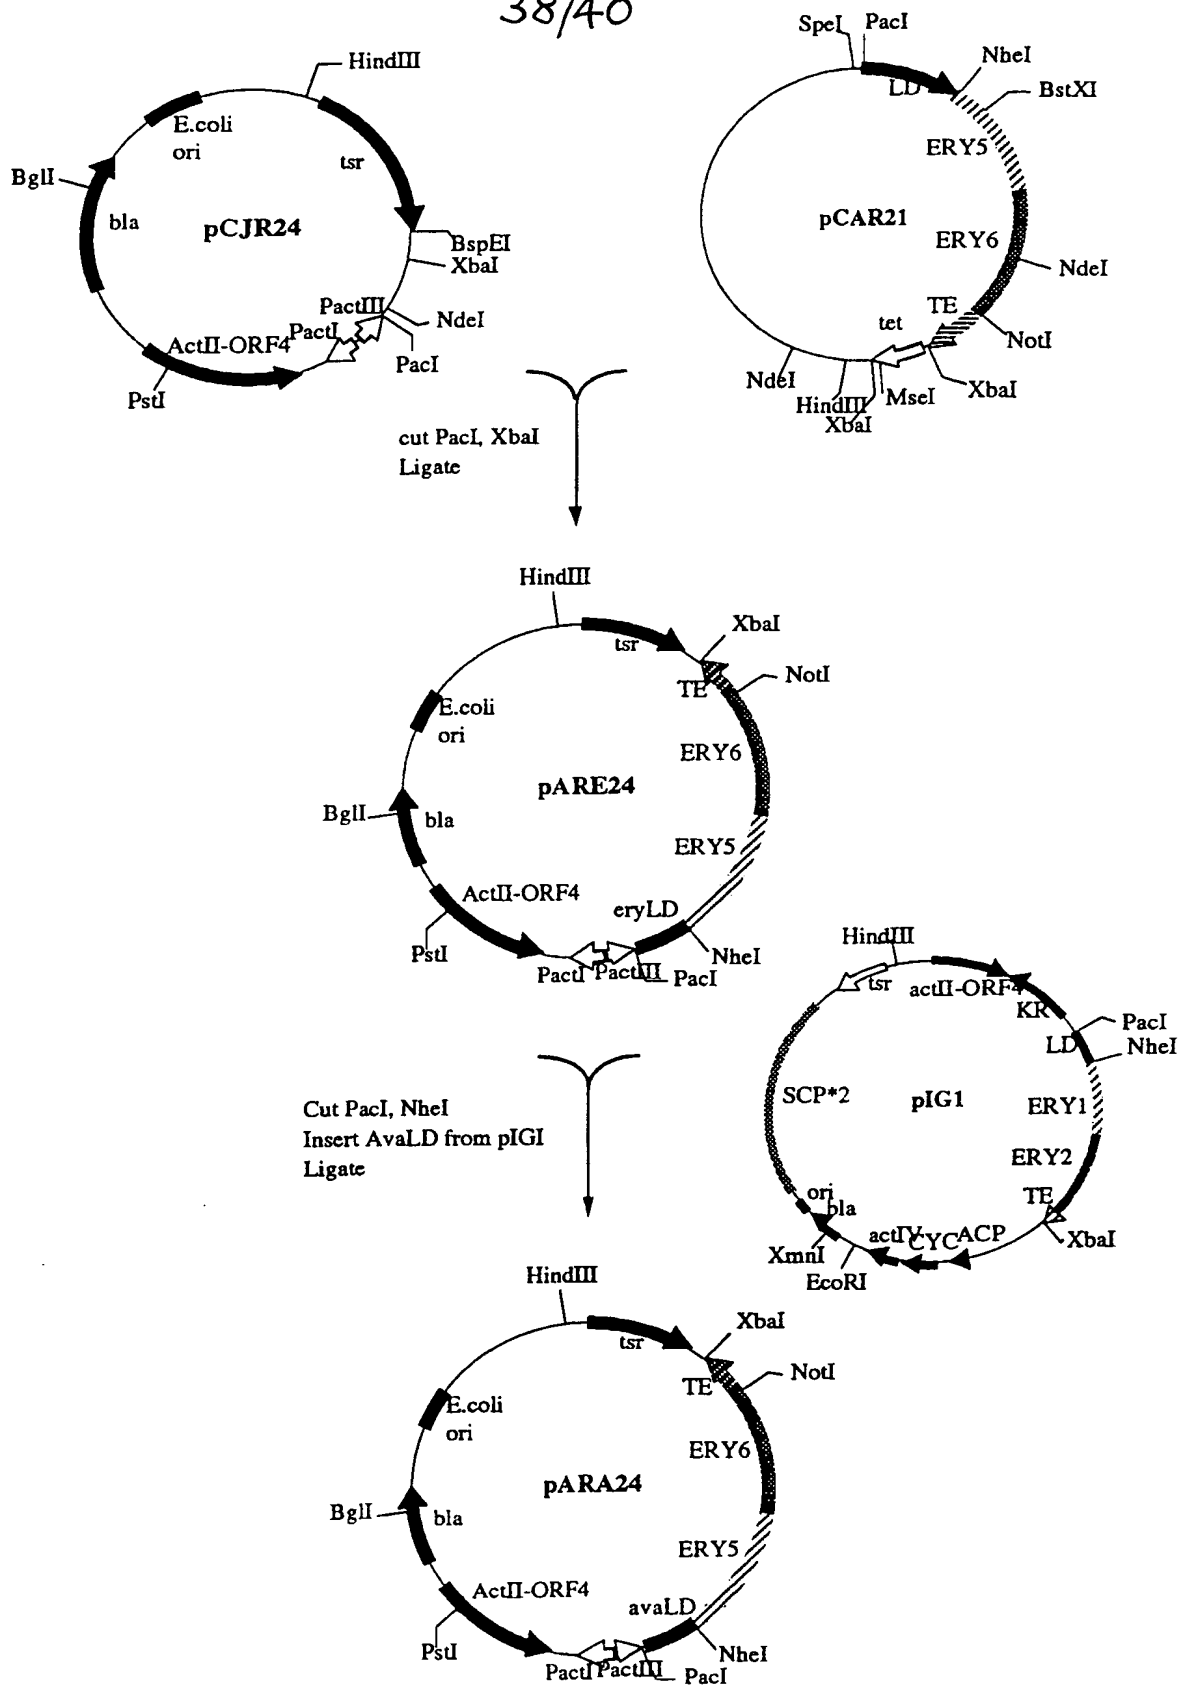 38/40
HindIII
E.coli
ori
tsr
BglI
bla
pCJR24
BspEI
XbaI
PactIII
NdeI
PactI
ActII-ORF4
PacI
PstI
SpeI
PacI
NheI
LD
BstXI
ERY5
pCAR21
ERY6
NdeI
TE
tet
NotI
NdeI
XbaI
MseI
HindIII
XbaI
cut PacI, XbaI
Ligate
HindIII
tsr
XbaI
TE
NotI
E.coli
ori
ERY6
pARE24
BglI
bla
ERY5
ActII-ORF4
eryLD
PstI
NheI
PactI
PactIII
PacI
HindIII
tsr
actII-ORF4
KR
PacI
LD
NheI
SCP*2
pIG1
ERY1
ERY2
TE
ori
bla
XbaI
actIV
CYC
ACP
XmnI
EcoRI
Cut PacI, NheI
Insert AvaLD from pIGI
Ligate
HindIII
tsr
XbaI
TE
NotI
E.coli
ori
ERY6
pARA24
BglI
bla
ERY5
ActII-ORF4
avaLD
PstI
NheI
PactI
PactIII
PacI